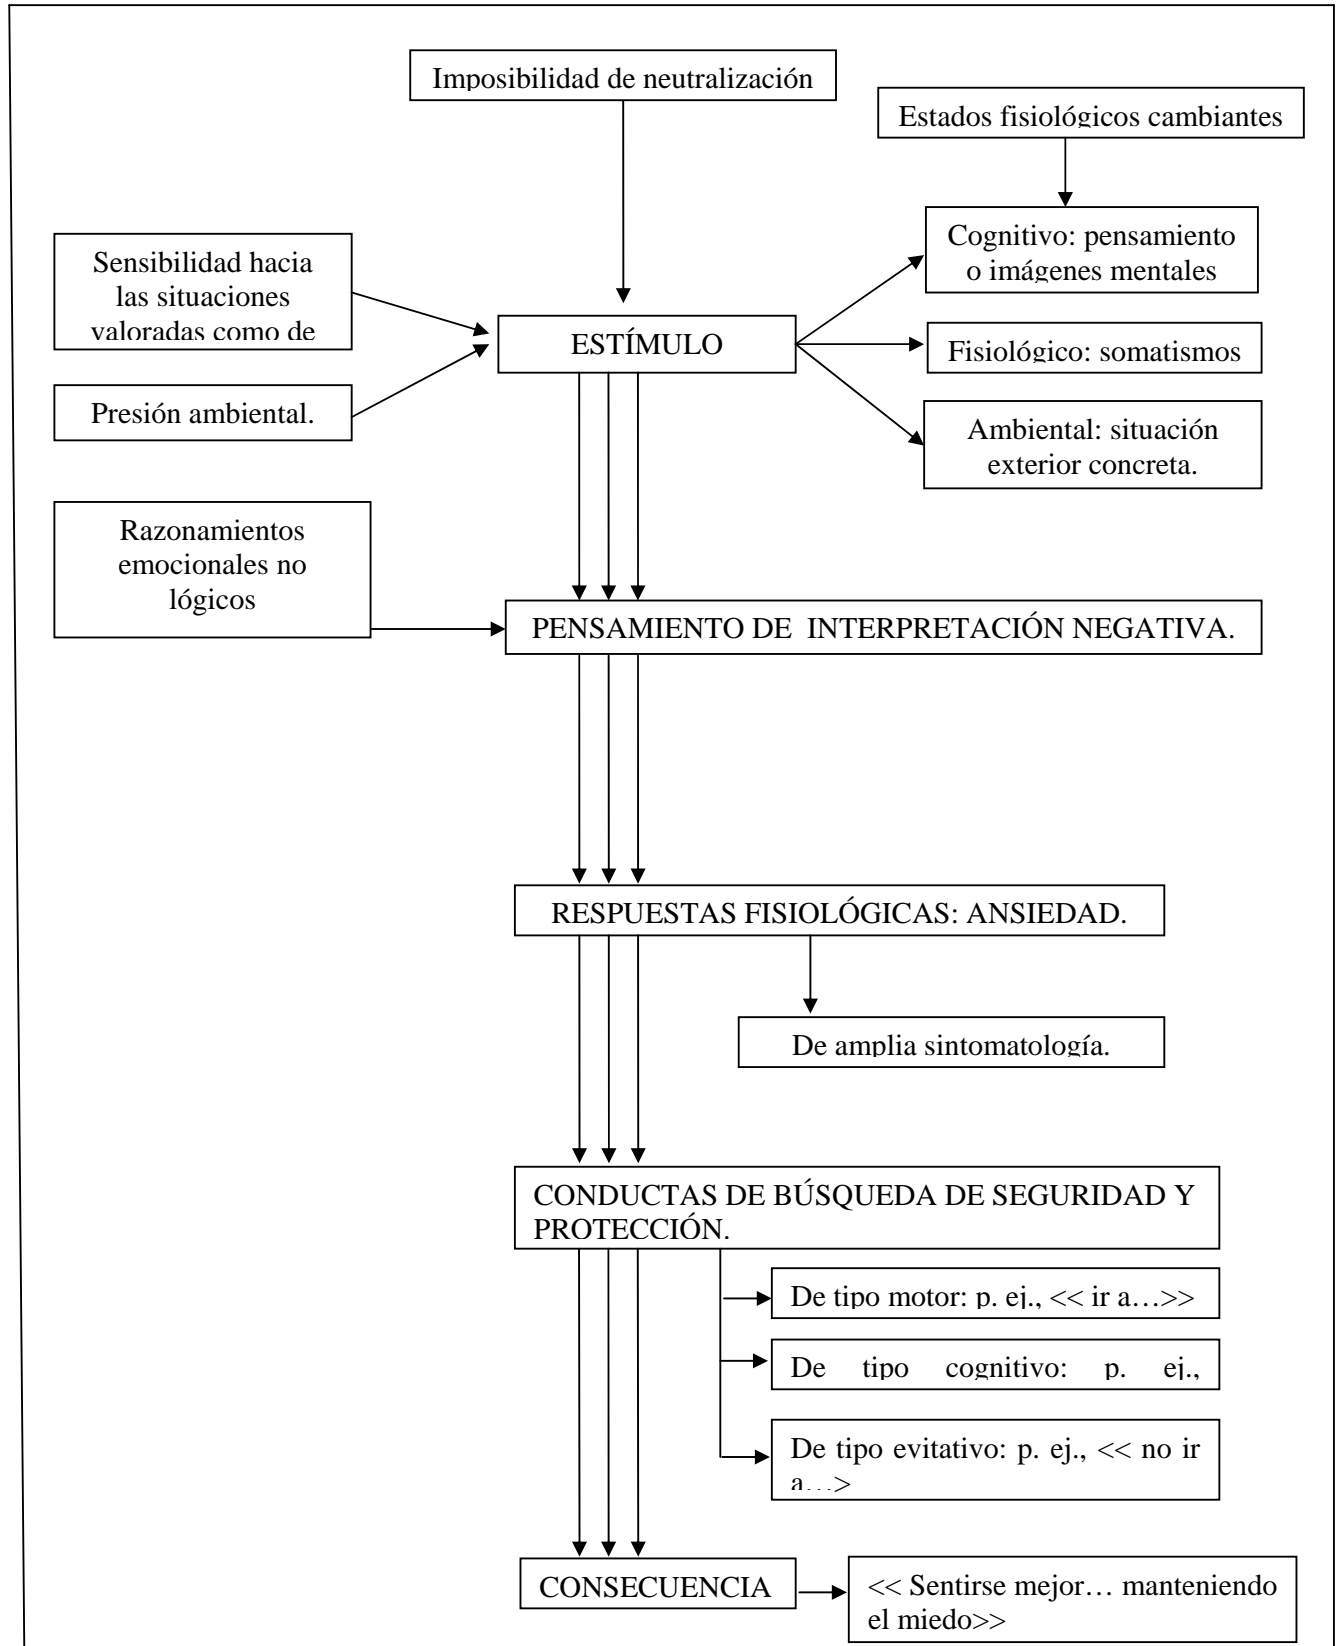 Imposibilidad de neutralización
Estados fisiológicos cambiantes
Cognitivo: pensamiento
o imágenes mentales
Sensibilidad hacia
las situaciones
valoradas como de
ESTÍMULO
Fisiológico: somatismos
Presión ambiental.
Ambiental: situación
exterior concreta.
Razonamientos
emocionales no
lógicos
PENSAMIENTO DE INTERPRETACIÓN NEGATIVA.
RESPUESTAS FISIOLÓGICAS: ANSIEDAD.
De amplia sintomatología.
CONDUCTAS DE BÚSQUEDA DE SEGURIDAD Y
PROTECCIÓN.
De tipo motor: p. ej., << ir a…>>
De tipo cognitivo: p. ej.,
De tipo evitativo: p. ej., << no ir
a…>
CONSECUENCIA
<< Sentirse mejor… manteniendo
el miedo>>